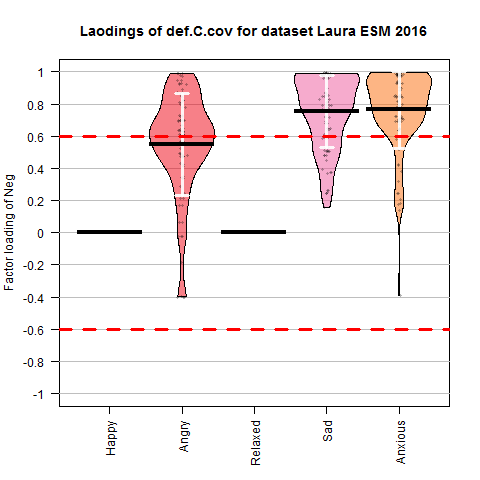 Laodings of def.C.cov for dataset Laura ESM 2016
Factor loading of Neg
1
0.8
0.6
0.4
0.2
0
-0.2
-0.4
-0.6
-0.8
-1
Happy
Angry
Relaxed
Sad
Anxious